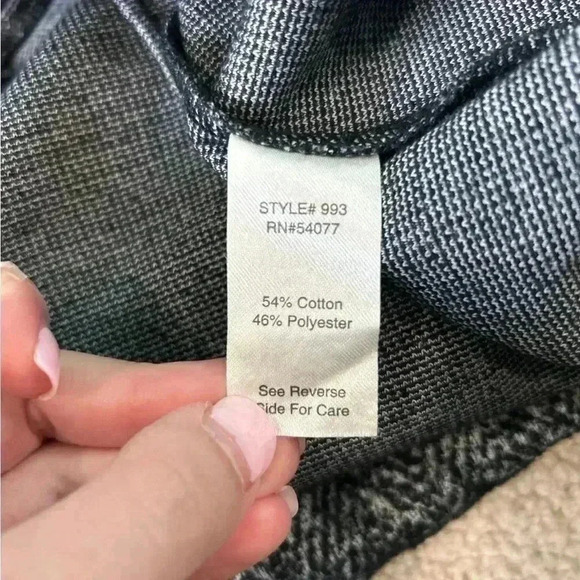 STYLE# 993
RN#54077
54% Cotton
46% Polyester
See Reverse
Side For Care